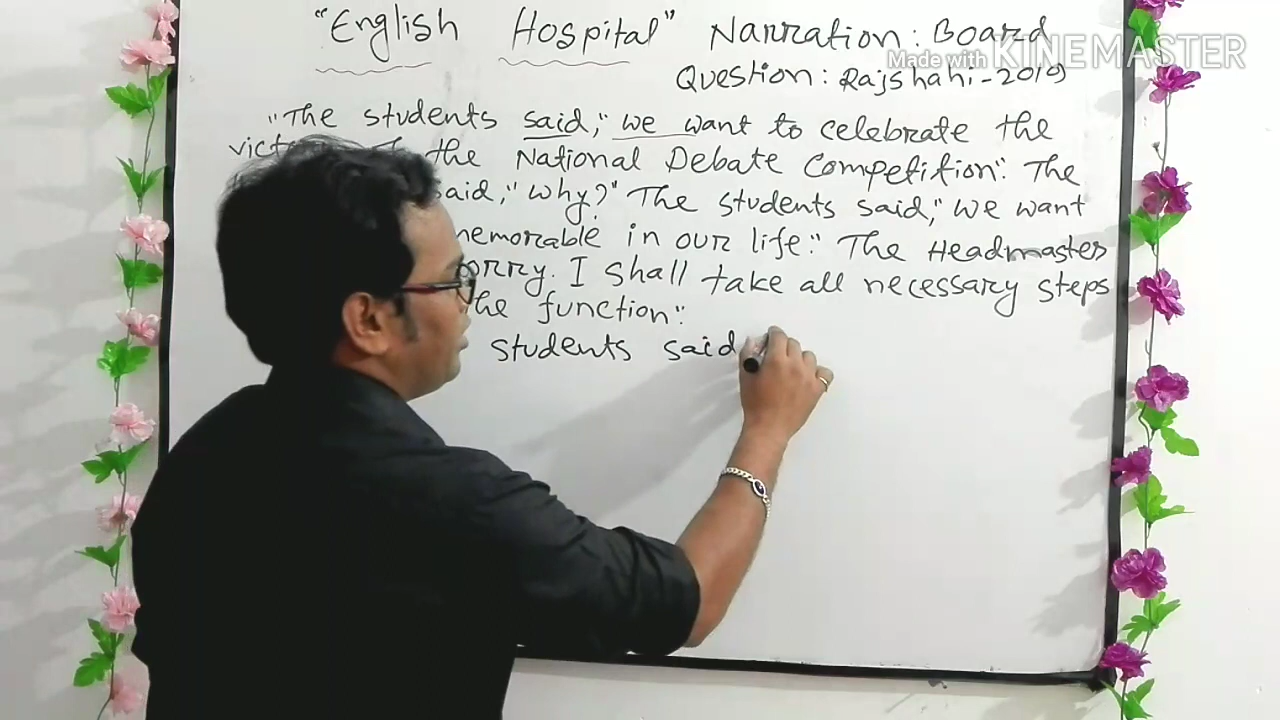 "English Hospital" Narration: Board
Made with KINEMASTER
Question: Rajshahi-2019
"The students said," we want to celebrate the
the National Debate Competition". The
said," why?" The students said," we want
memorable in our life." The Headmaster
I shall take all necessary steps
the function."
students said